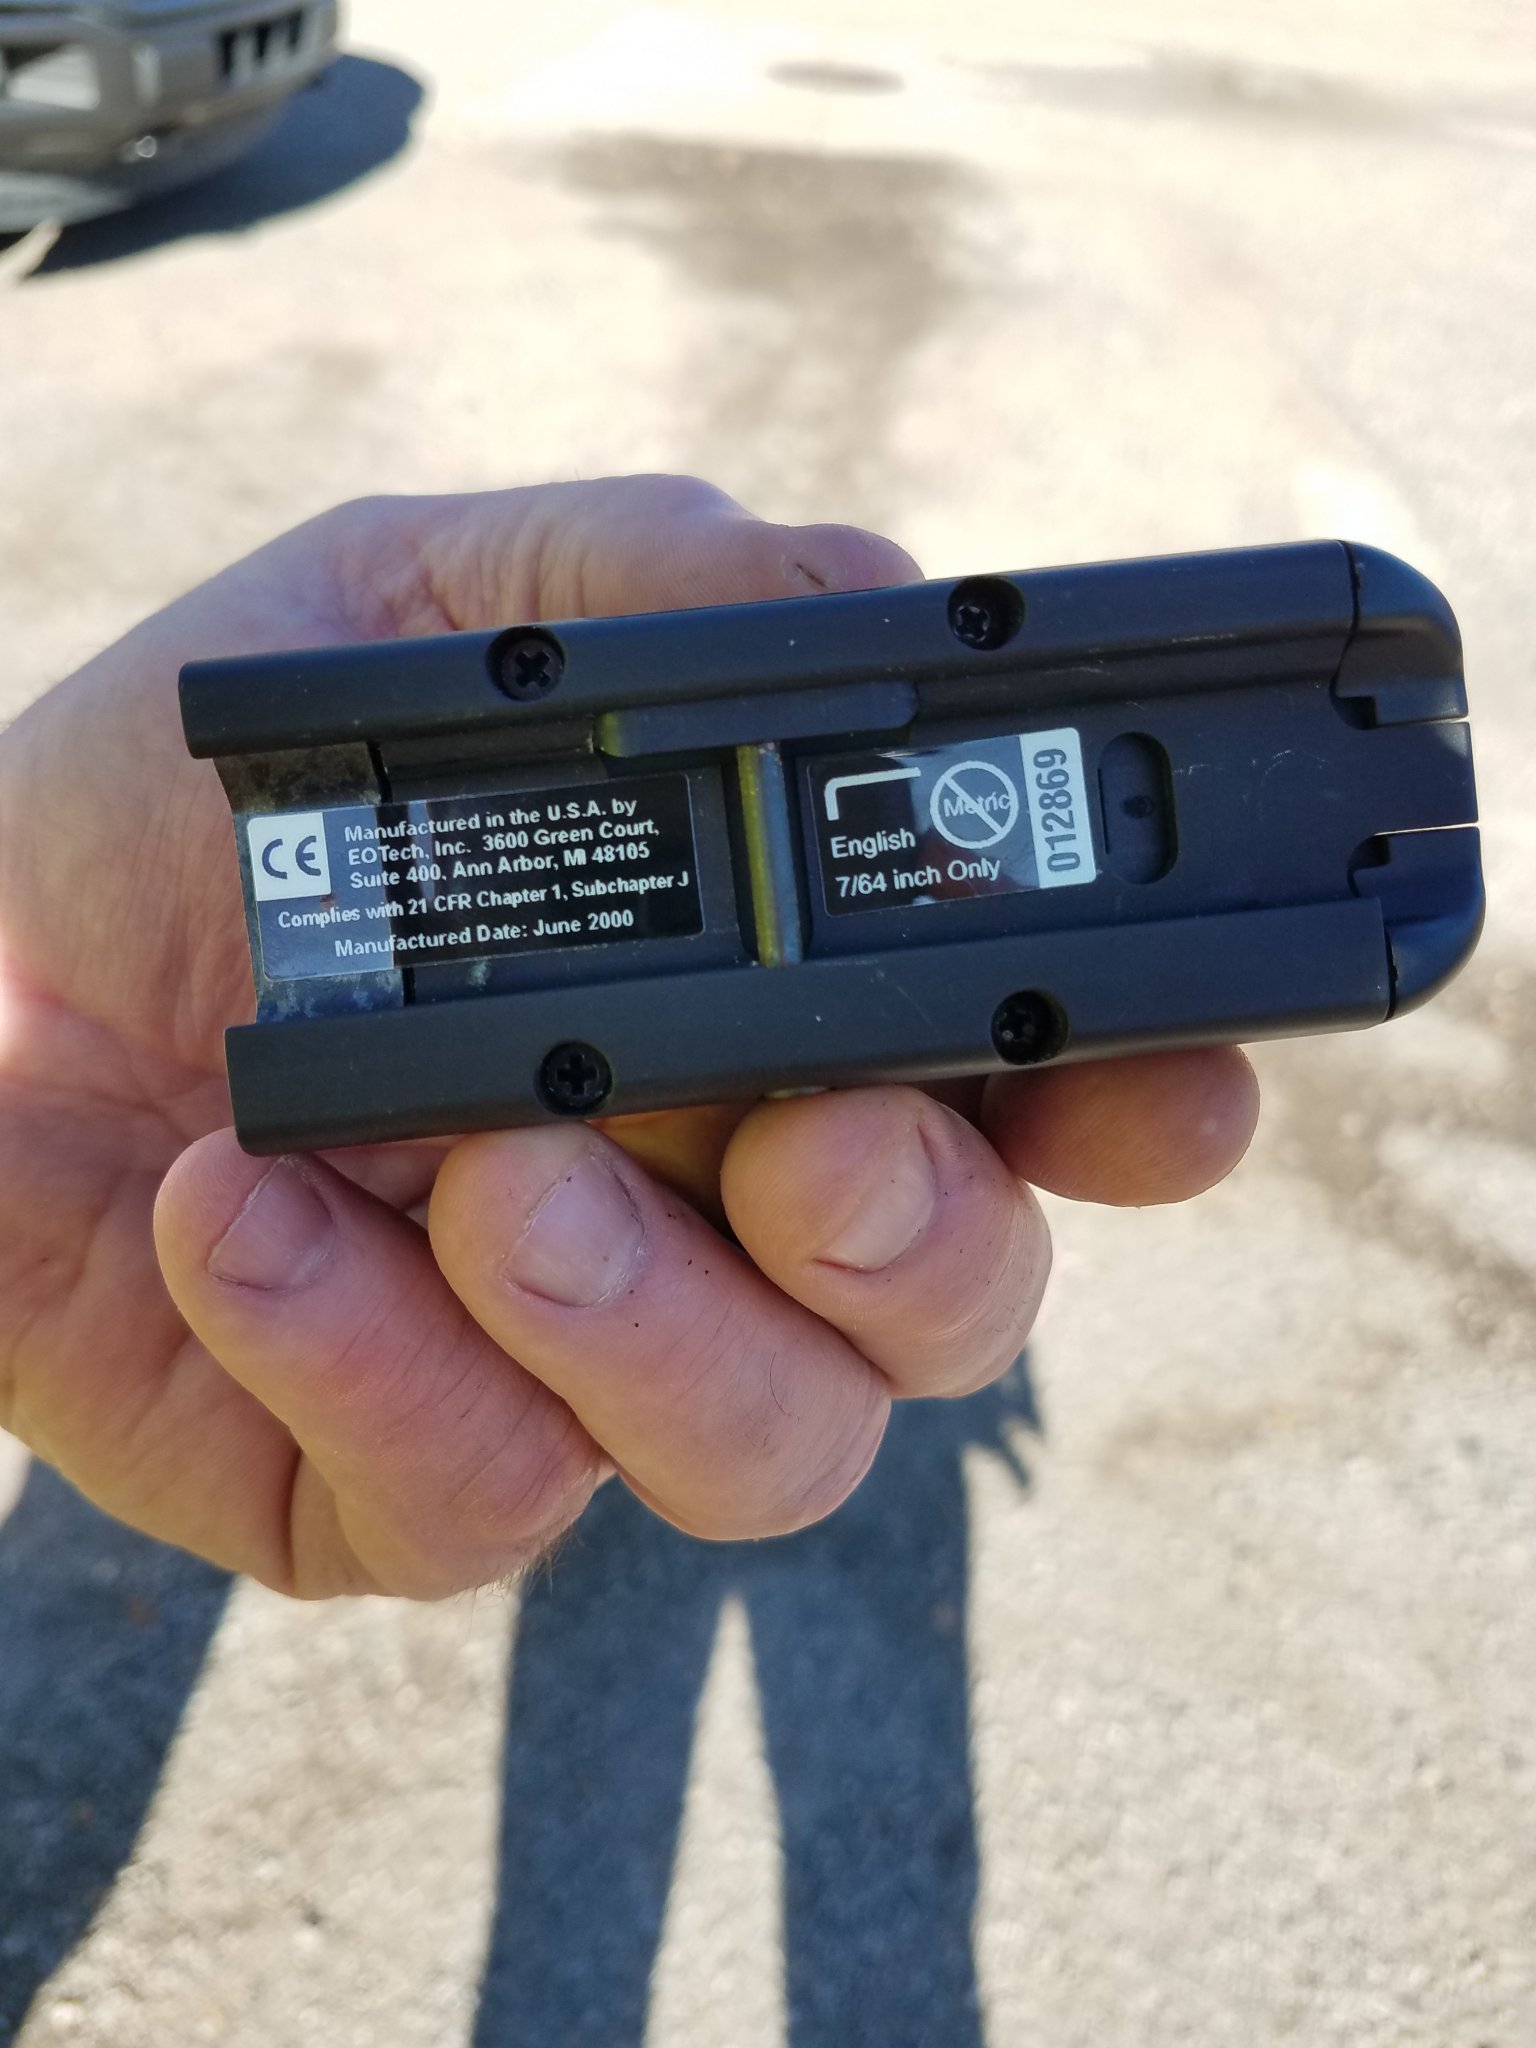 CE
Manufactured in the U.S.A. by
EOTech, Inc. 3600 Green Court,
Suite 400, Ann Arbor, MI 48105
Complies with 21 CFR Chapter 1, Subchapter J
Manufactured Date: June 2000
Metric
English
7/64 inch Only
012869